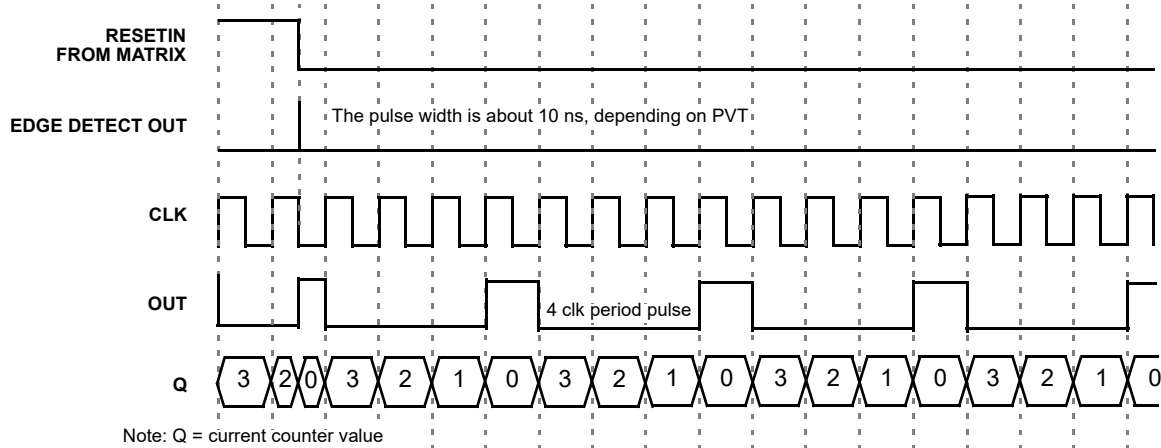 RESETIN
FROM MATRIX
EDGE DETECT OUT
The pulse width is about 10 ns, depending on PVT
CLK
OUT
4 clk period pulse
Q
3 2 0 3 2 1 0 3 2 1 0 3 2 1 0 3 2 1 0
Note: Q = current counter value